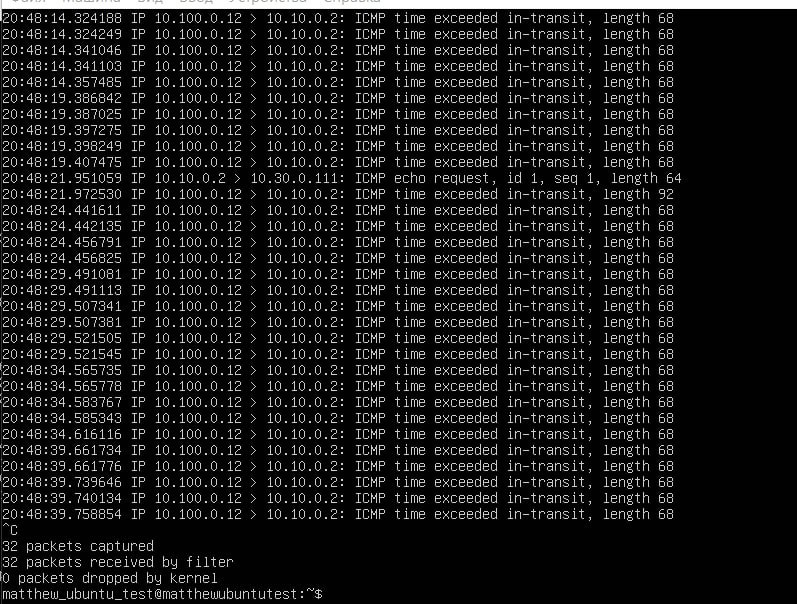 Файл Машина Вид Ввод Устройства Справка
20:48:14.324188 IP 10.100.0.12 > 10.10.0.2: ICMP time exceeded in-transit, length 68
20:48:14.324249 IP 10.100.0.12 > 10.10.0.2: ICMP time exceeded in-transit, length 68
20:48:14.341046 IP 10.100.0.12 > 10.10.0.2: ICMP time exceeded in-transit, length 68
20:48:14.341103 IP 10.100.0.12 > 10.10.0.2: ICMP time exceeded in-transit, length 68
20:48:14.357485 IP 10.100.0.12 > 10.10.0.2: ICMP time exceeded in-transit, length 68
20:48:19.386842 IP 10.100.0.12 > 10.10.0.2: ICMP time exceeded in-transit, length 68
20:48:19.387025 IP 10.100.0.12 > 10.10.0.2: ICMP time exceeded in-transit, length 68
20:48:19.397275 IP 10.100.0.12 > 10.10.0.2: ICMP time exceeded in-transit, length 68
20:48:19.398249 IP 10.100.0.12 > 10.10.0.2: ICMP time exceeded in-transit, length 68
20:48:19.407475 IP 10.100.0.12 > 10.10.0.2: ICMP time exceeded in-transit, length 68
20:48:21.951059 IP 10.10.0.2 > 10.30.0.111: ICMP echo request, id 1, seq 1, length 64
20:48:21.972530 IP 10.100.0.12 > 10.10.0.2: ICMP time exceeded in-transit, length 92
20:48:24.441611 IP 10.100.0.12 > 10.10.0.2: ICMP time exceeded in-transit, length 68
20:48:24.442135 IP 10.100.0.12 > 10.10.0.2: ICMP time exceeded in-transit, length 68
20:48:24.456791 IP 10.100.0.12 > 10.10.0.2: ICMP time exceeded in-transit, length 68
20:48:24.456825 IP 10.100.0.12 > 10.10.0.2: ICMP time exceeded in-transit, length 68
20:48:29.491081 IP 10.100.0.12 > 10.10.0.2: ICMP time exceeded in-transit, length 68
20:48:29.491113 IP 10.100.0.12 > 10.10.0.2: ICMP time exceeded in-transit, length 68
20:48:29.507341 IP 10.100.0.12 > 10.10.0.2: ICMP time exceeded in-transit, length 68
20:48:29.507381 IP 10.100.0.12 > 10.10.0.2: ICMP time exceeded in-transit, length 68
20:48:29.521505 IP 10.100.0.12 > 10.10.0.2: ICMP time exceeded in-transit, length 68
20:48:29.521545 IP 10.100.0.12 > 10.10.0.2: ICMP time exceeded in-transit, length 68
20:48:34.565735 IP 10.100.0.12 > 10.10.0.2: ICMP time exceeded in-transit, length 68
20:48:34.565778 IP 10.100.0.12 > 10.10.0.2: ICMP time exceeded in-transit, length 68
20:48:34.583767 IP 10.100.0.12 > 10.10.0.2: ICMP time exceeded in-transit, length 68
20:48:34.585343 IP 10.100.0.12 > 10.10.0.2: ICMP time exceeded in-transit, length 68
20:48:34.616116 IP 10.100.0.12 > 10.10.0.2: ICMP time exceeded in-transit, length 68
20:48:39.661734 IP 10.100.0.12 > 10.10.0.2: ICMP time exceeded in-transit, length 68
20:48:39.661776 IP 10.100.0.12 > 10.10.0.2: ICMP time exceeded in-transit, length 68
20:48:39.739646 IP 10.100.0.12 > 10.10.0.2: ICMP time exceeded in-transit, length 68
20:48:39.740134 IP 10.100.0.12 > 10.10.0.2: ICMP time exceeded in-transit, length 68
20:48:39.758854 IP 10.100.0.12 > 10.10.0.2: ICMP time exceeded in-transit, length 68
^C
32 packets captured
32 packets received by filter
0 packets dropped by kernel
matthew_ubuntu_test@matthewubuntutest:~$